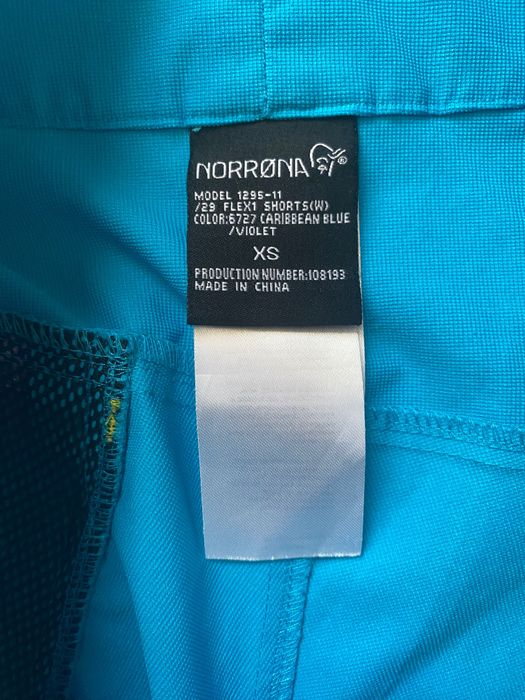 NORRØNA ®
MODEL 1295-11
/29 FLEX1 SHORTS(W)
COLOR:6727 CARIBBEAN BLUE
/VIOLET
XS
PRODUCTION NUMBER:108193
MADE IN CHINA